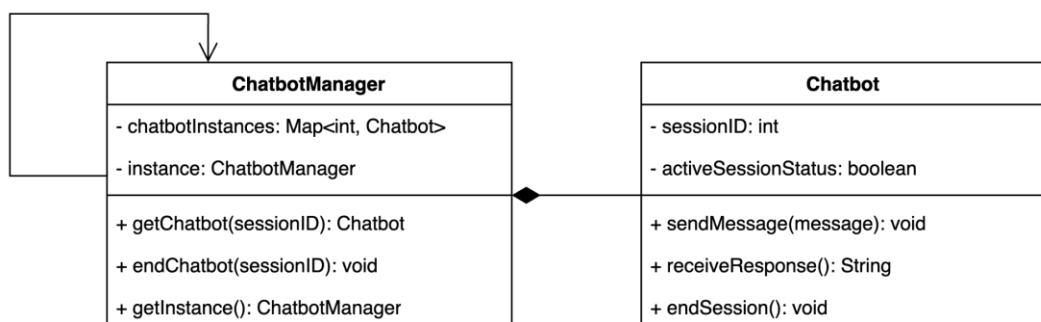 ChatbotManager
- chatbotInstances: Map<int, Chatbot>
- instance: ChatbotManager
+ getChatbot(sessionID): Chatbot
+ endChatbot(sessionID): void
+ getInstance(): ChatbotManager
Chatbot
- sessionID: int
- activeSessionStatus: boolean
+ sendMessage(message): void
+ receiveResponse(): String
+ endSession(): void